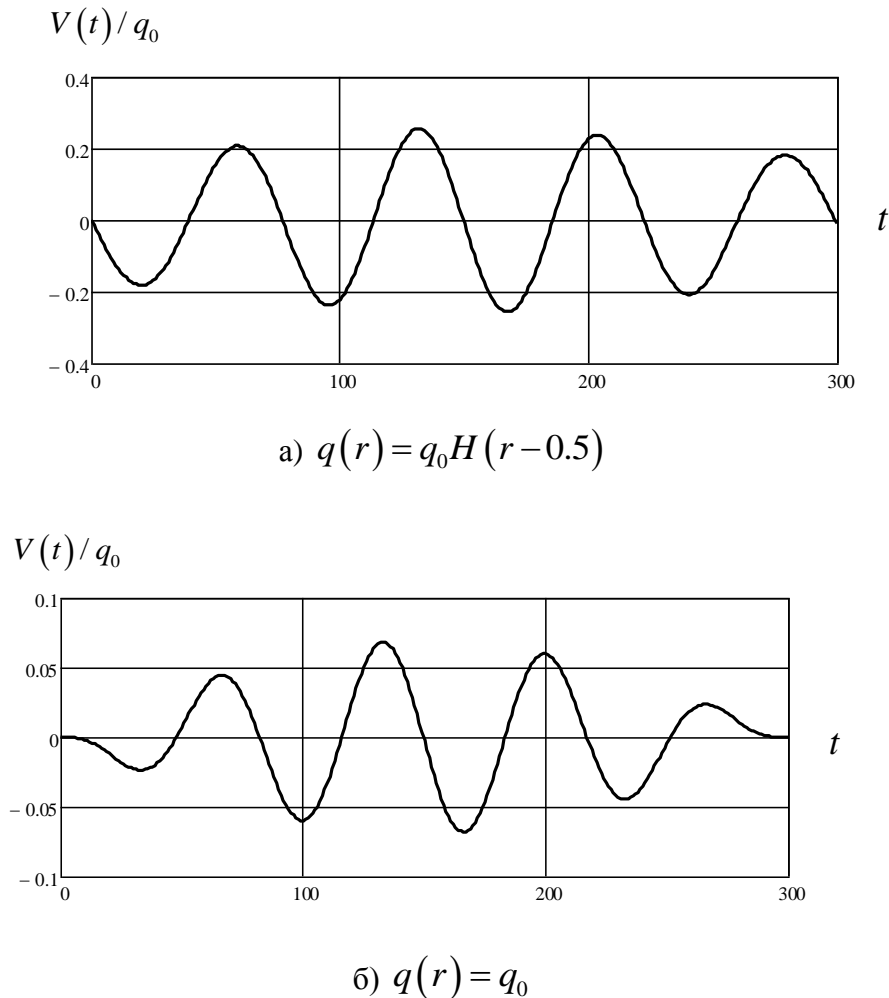 V(t)/q₀
0.4
0.2
0
– 0.2
– 0.4
0 100 200 300
t
а) q(r) = q₀H(r – 0.5)
V(t)/q₀
0.1
0.05
0
– 0.05
– 0.1
0 100 200 300
t
б) q(r) = q₀